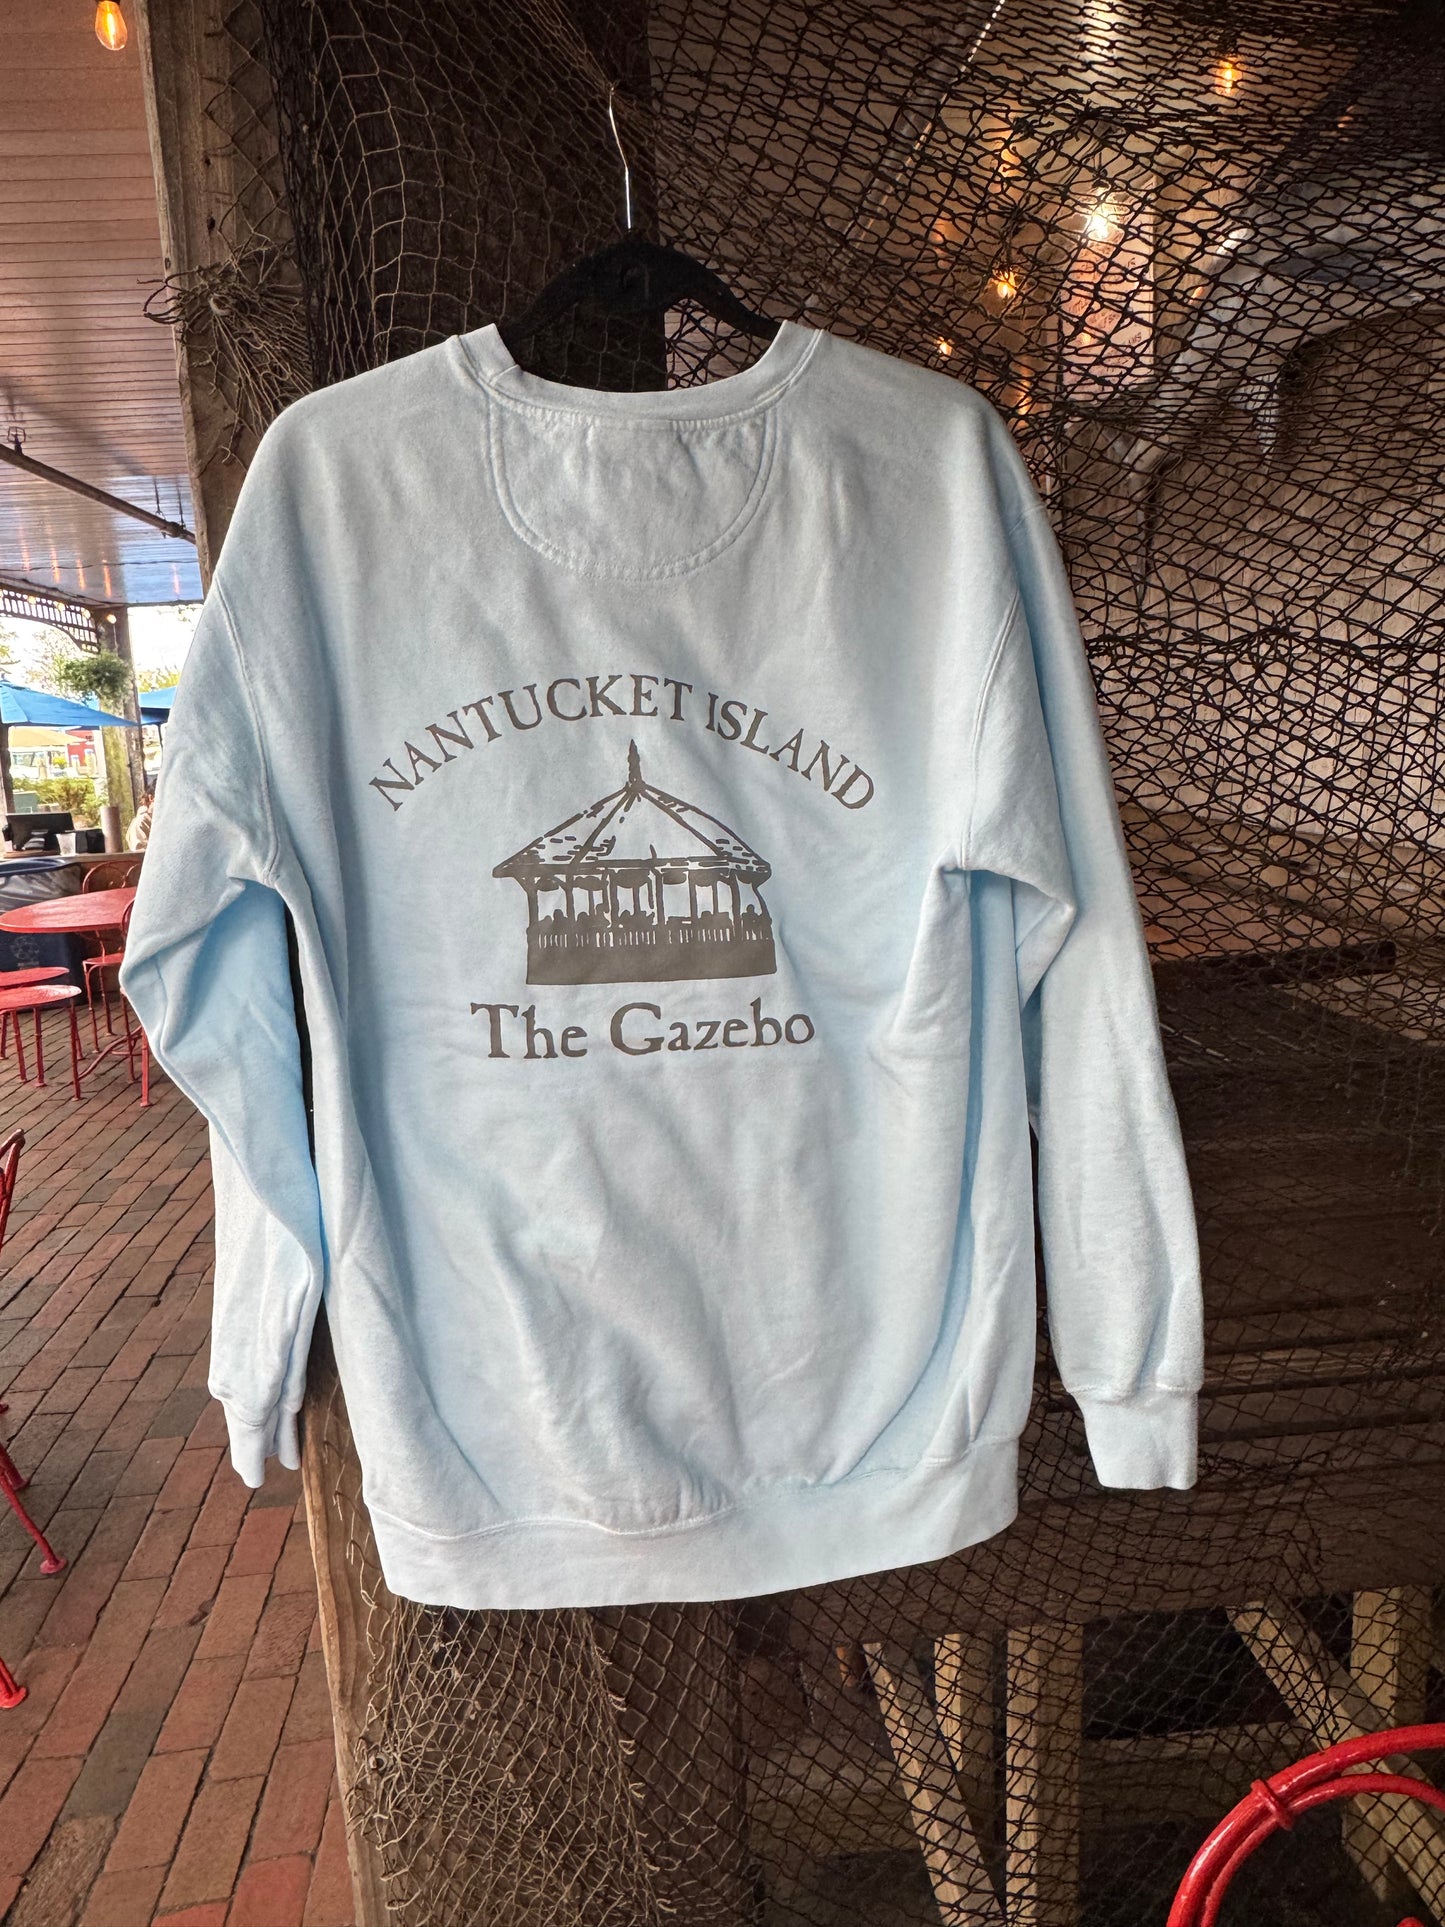 NANTUCKET ISLAND
The Gazebo